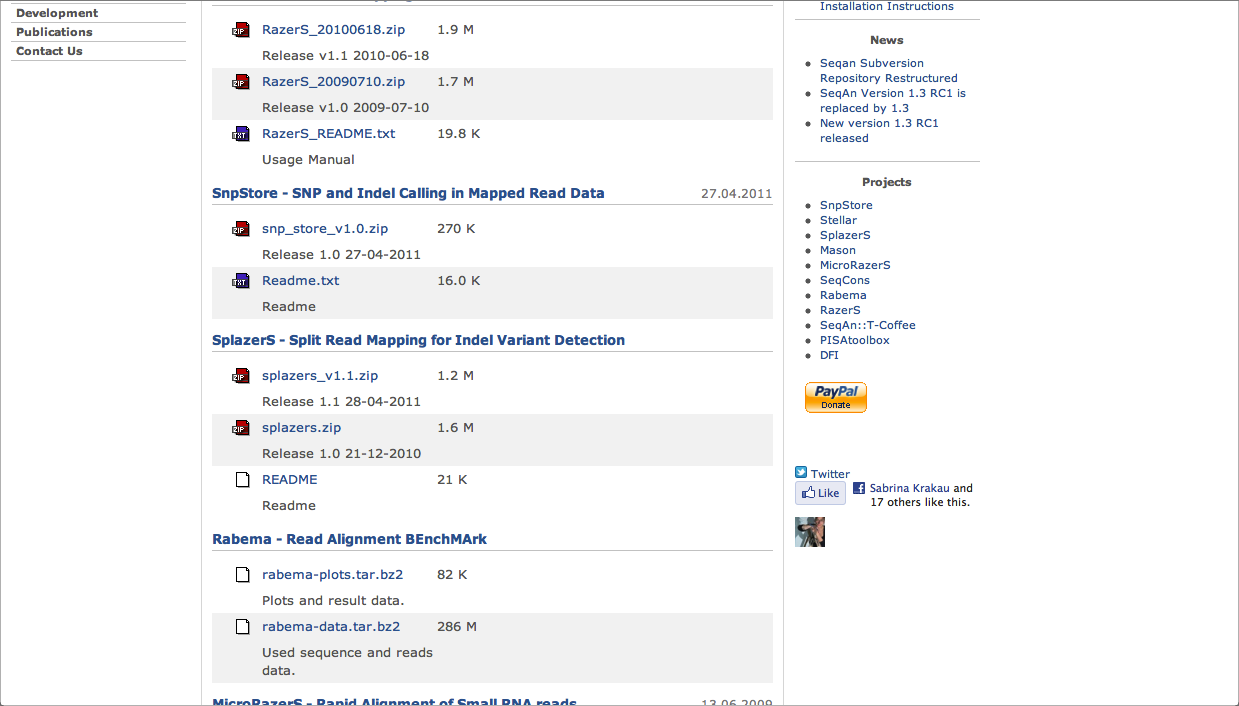 Development
Publications
Contact Us
RazerS_20100618.zip 1.9 M
Release v1.1 2010-06-18
RazerS_20090710.zip 1.7 M
Release v1.0 2009-07-10
RazerS_README.txt 19.8 K
Usage Manual
SnpStore - SNP and Indel Calling in Mapped Read Data 27.04.2011
snp_store_v1.0.zip 270 K
Release 1.0 27-04-2011
Readme.txt 16.0 K
Readme
SplazerS - Split Read Mapping for Indel Variant Detection
splazers_v1.1.zip 1.2 M
Release 1.1 28-04-2011
splazers.zip 1.6 M
Release 1.0 21-12-2010
README 21 K
Readme
Rabema - Read Alignment BEnchMArk
rabema-plots.tar.bz2 82 K
Plots and result data.
rabema-data.tar.bz2 286 M
Used sequence and reads
data.
MicroRazerS - Rapid Alignment of Small RNA reads 13.06.2009
Installation Instructions
News
Seqan Subversion
Repository Restructured
SeqAn Version 1.3 RC1 is
replaced by 1.3
New version 1.3 RC1
released
Projects
SnpStore
Stellar
SplazerS
Mason
MicroRazerS
SeqCons
Rabema
RazerS
SeqAn::T-Coffee
PISAtoolbox
DFI
PayPal
Donate
Twitter
Like
Sabrina Krakau and
17 others like this.